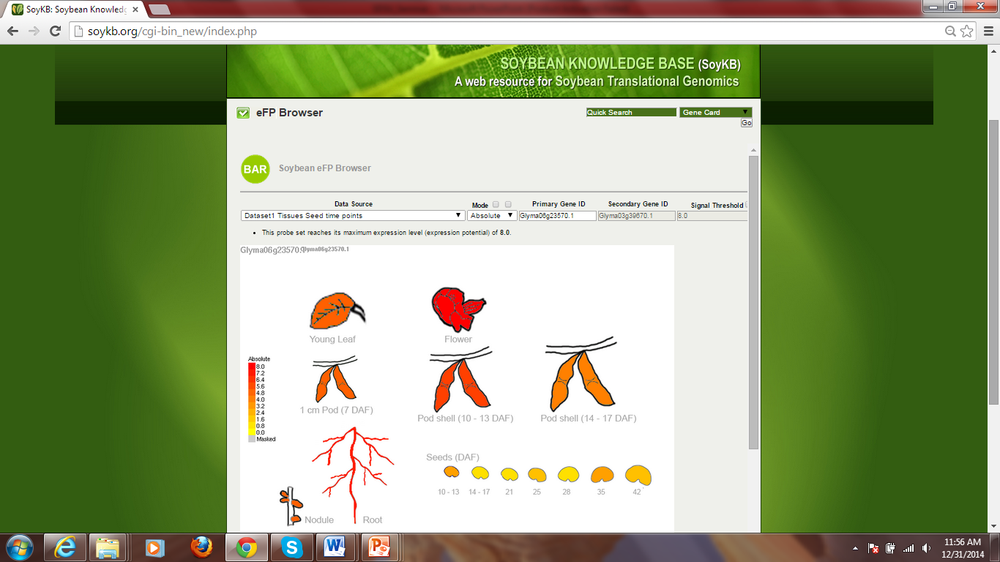 SoyKB: Soybean Knowledg
soykb.org/cgi-bin_new/index.php
SOYBEAN KNOWLEDGE BASE (SoyKB)
A web resource for Soybean Translational Genomics
eFP Browser
Quick Search
Gene Card
Go
BAR
Soybean eFP Browser
Data Source
Mode
Primary Gene ID
Secondary Gene ID
Signal Threshold
Dataset1 Tissues Seed time points
Absolute
Glyma06g23570.1
Glyma03g39670.1
8.0
This probe set reaches its maximum expression level (expression potential) of 8.0.
Glyma06g23570.
Glyma06g23570.1
Young Leaf
Flower
Absolute
8.0
7.2
6.4
5.6
4.8
4.0
3.2
2.4
1.6
0.8
0.0
Masked
1 cm Pod (7 DAF)
Pod shell (10 - 13 DAF)
Pod shell (14 - 17 DAF)
Seeds (DAF)
10 - 13 14 - 17 21 25 28 35 42
Nodule
Root
11:56 AM
12/31/2014